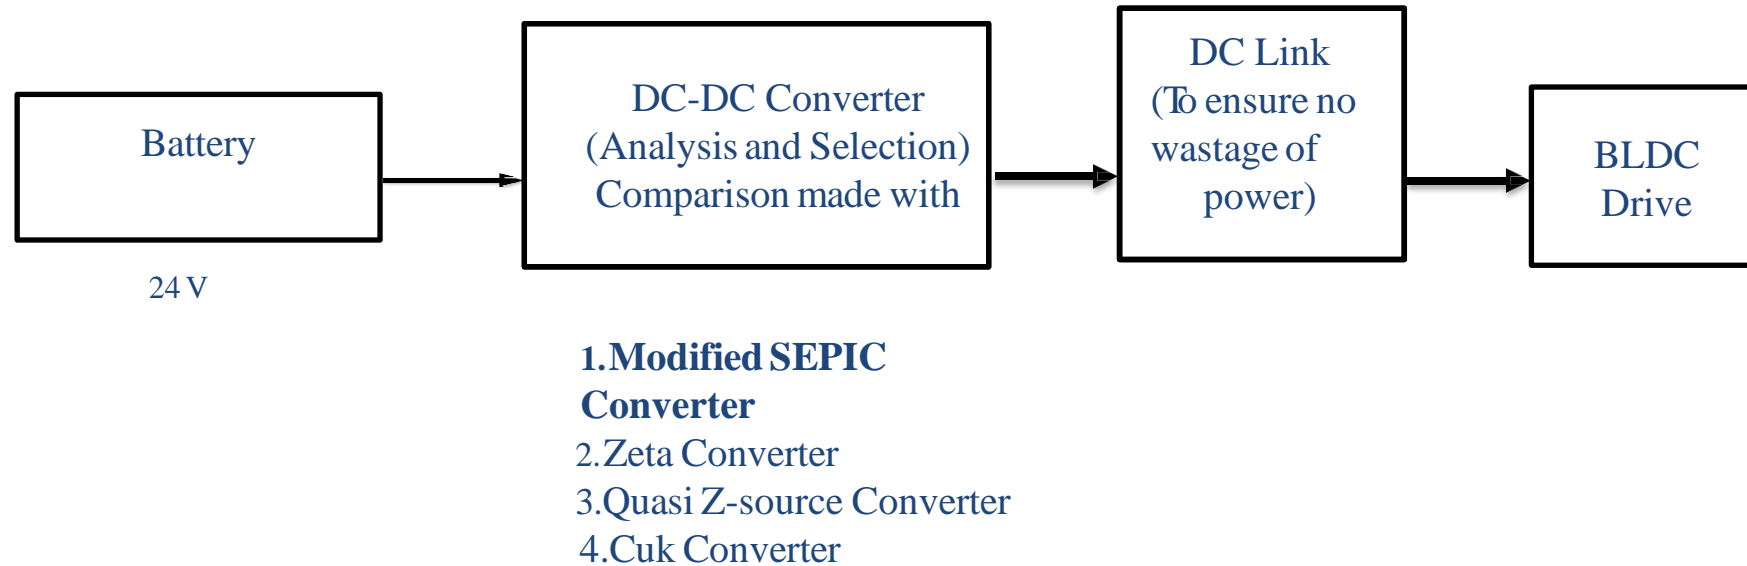 Battery
24 V
DC-DC Converter
(Analysis and Selection)
Comparison made with
1.Modified SEPIC
Converter
2.Zeta Converter
3.Quasi Z-source Converter
4.Cuk Converter
DC Link
(To ensure no
wastage of
power)
BLDC
Drive